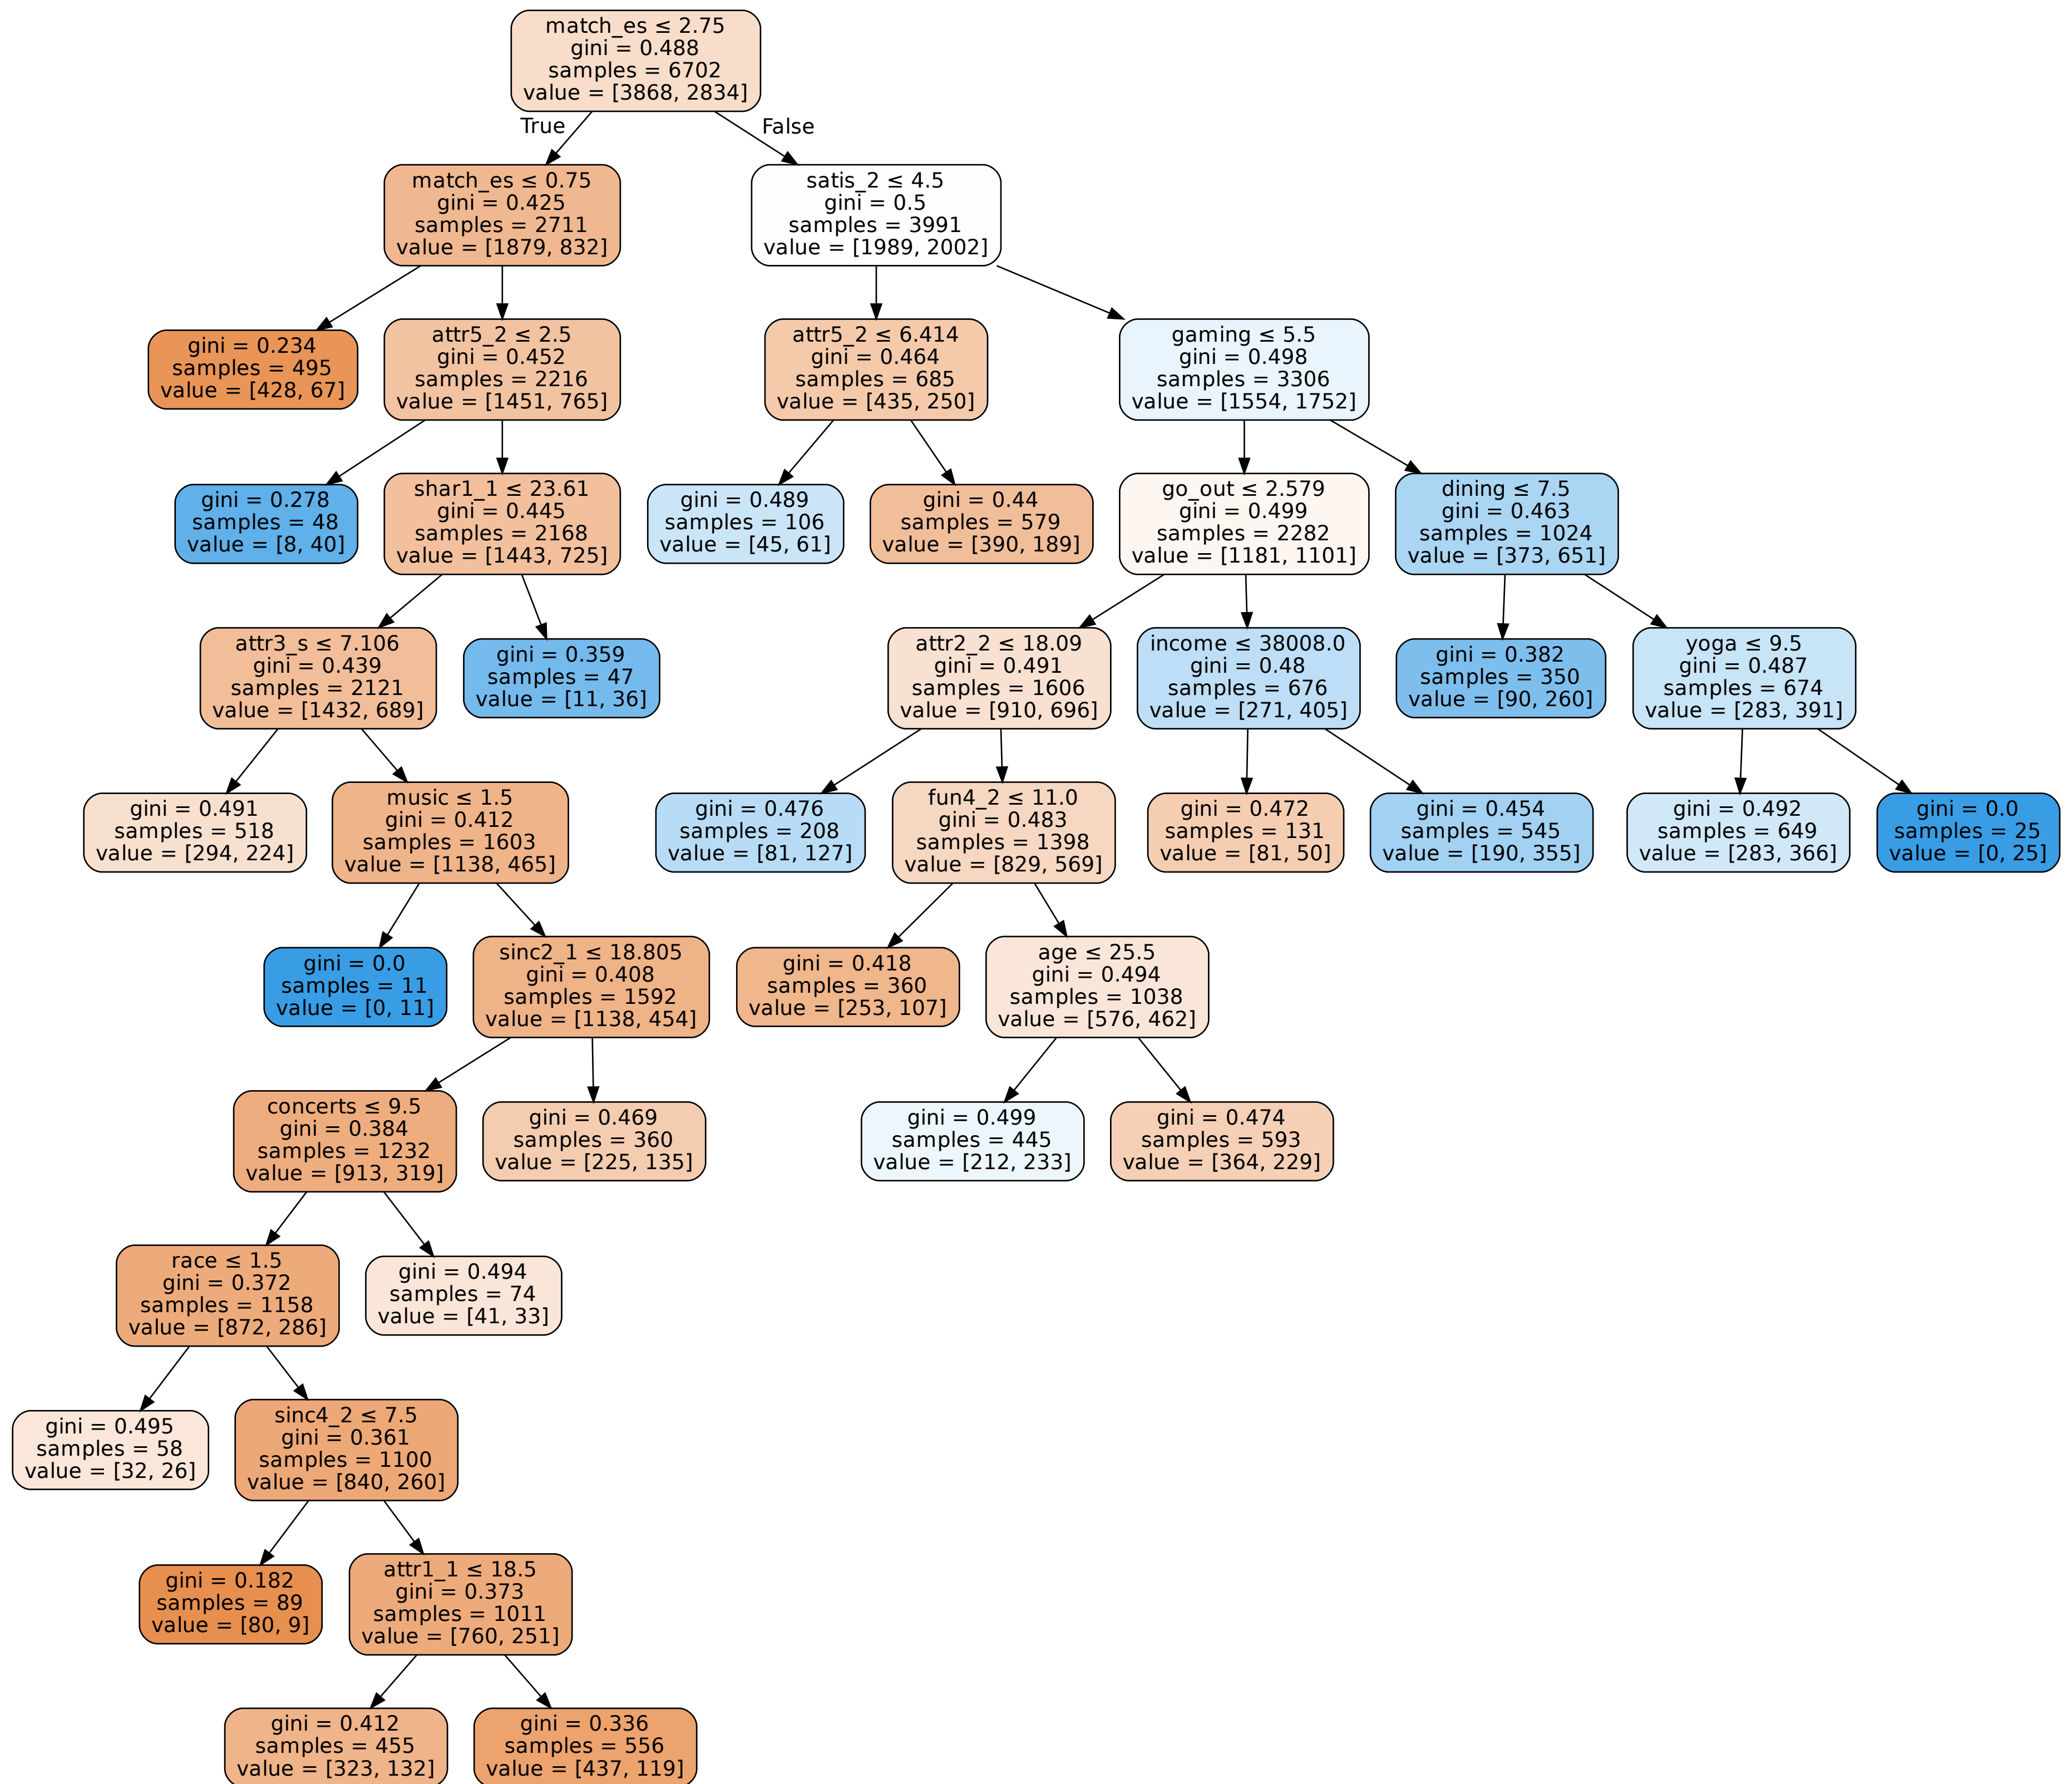 match_es ≤ 2.75
gini = 0.488
samples = 6702
value = [3868, 2834]
True
False
match_es ≤ 0.75
gini = 0.425
samples = 2711
value = [1879, 832]
satis_2 ≤ 4.5
gini = 0.5
samples = 3991
value = [1989, 2002]
gini = 0.234
samples = 495
value = [428, 67]
attr5_2 ≤ 2.5
gini = 0.452
samples = 2216
value = [1451, 765]
attr5_2 ≤ 6.414
gini = 0.464
samples = 685
value = [435, 250]
gaming ≤ 5.5
gini = 0.498
samples = 3306
value = [1554, 1752]
gini = 0.278
samples = 48
value = [8, 40]
shar1_1 ≤ 23.61
gini = 0.445
samples = 2168
value = [1443, 725]
gini = 0.489
samples = 106
value = [45, 61]
gini = 0.44
samples = 579
value = [390, 189]
go_out ≤ 2.579
gini = 0.499
samples = 2282
value = [1181, 1101]
dining ≤ 7.5
gini = 0.463
samples = 1024
value = [373, 651]
attr3_s ≤ 7.106
gini = 0.439
samples = 2121
value = [1432, 689]
gini = 0.359
samples = 47
value = [11, 36]
attr2_2 ≤ 18.09
gini = 0.491
samples = 1606
value = [910, 696]
income ≤ 38008.0
gini = 0.48
samples = 676
value = [271, 405]
gini = 0.382
samples = 350
value = [90, 260]
yoga ≤ 9.5
gini = 0.487
samples = 674
value = [283, 391]
gini = 0.491
samples = 518
value = [294, 224]
music ≤ 1.5
gini = 0.412
samples = 1603
value = [1138, 465]
gini = 0.476
samples = 208
value = [81, 127]
fun4_2 ≤ 11.0
gini = 0.483
samples = 1398
value = [829, 569]
gini = 0.472
samples = 131
value = [81, 50]
gini = 0.454
samples = 545
value = [190, 355]
gini = 0.492
samples = 649
value = [283, 366]
gini = 0.0
samples = 25
value = [0, 25]
gini = 0.0
samples = 11
value = [0, 11]
sinc2_1 ≤ 18.805
gini = 0.408
samples = 1592
value = [1138, 454]
gini = 0.418
samples = 360
value = [253, 107]
age ≤ 25.5
gini = 0.494
samples = 1038
value = [576, 462]
concerts ≤ 9.5
gini = 0.384
samples = 1232
value = [913, 319]
gini = 0.469
samples = 360
value = [225, 135]
gini = 0.499
samples = 445
value = [212, 233]
gini = 0.474
samples = 593
value = [364, 229]
race ≤ 1.5
gini = 0.372
samples = 1158
value = [872, 286]
gini = 0.494
samples = 74
value = [41, 33]
gini = 0.495
samples = 58
value = [32, 26]
sinc4_2 ≤ 7.5
gini = 0.361
samples = 1100
value = [840, 260]
gini = 0.182
samples = 89
value = [80, 9]
attr1_1 ≤ 18.5
gini = 0.373
samples = 1011
value = [760, 251]
gini = 0.412
samples = 455
value = [323, 132]
gini = 0.336
samples = 556
value = [437, 119]